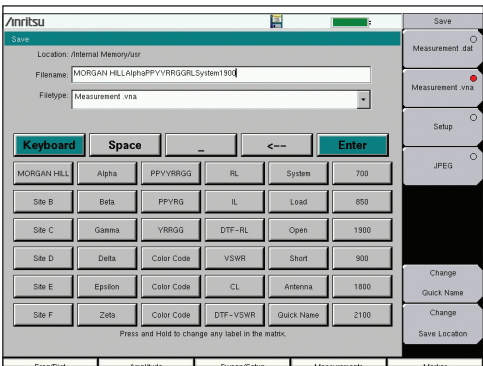 /Inritsu
Save
Save
Location: /Internal Memory/usr
Measurement .dat
Filename: MORGAN HILLAlphaPPYYRRGGRLSystem1900
Measurement .vna
Filetype: Measurement .vna
Setup
Keyboard Space _ <-- Enter
JPEG
MORGAN HILL Alpha PPYYRRGG RL System 700
Site B Beta PPYRG IL Load 850
Site C Gamma YRRGG DTF-RL Open 1900
Site D Delta Color Code VSWR Short 900
Site E Epsilon Color Code CL Antenna 1800
Change
Quick Name
Site F Zeta Color Code DTF-VSWR Quick Name 2100
Change
Save Location
Press and Hold to change any label in the matrix.